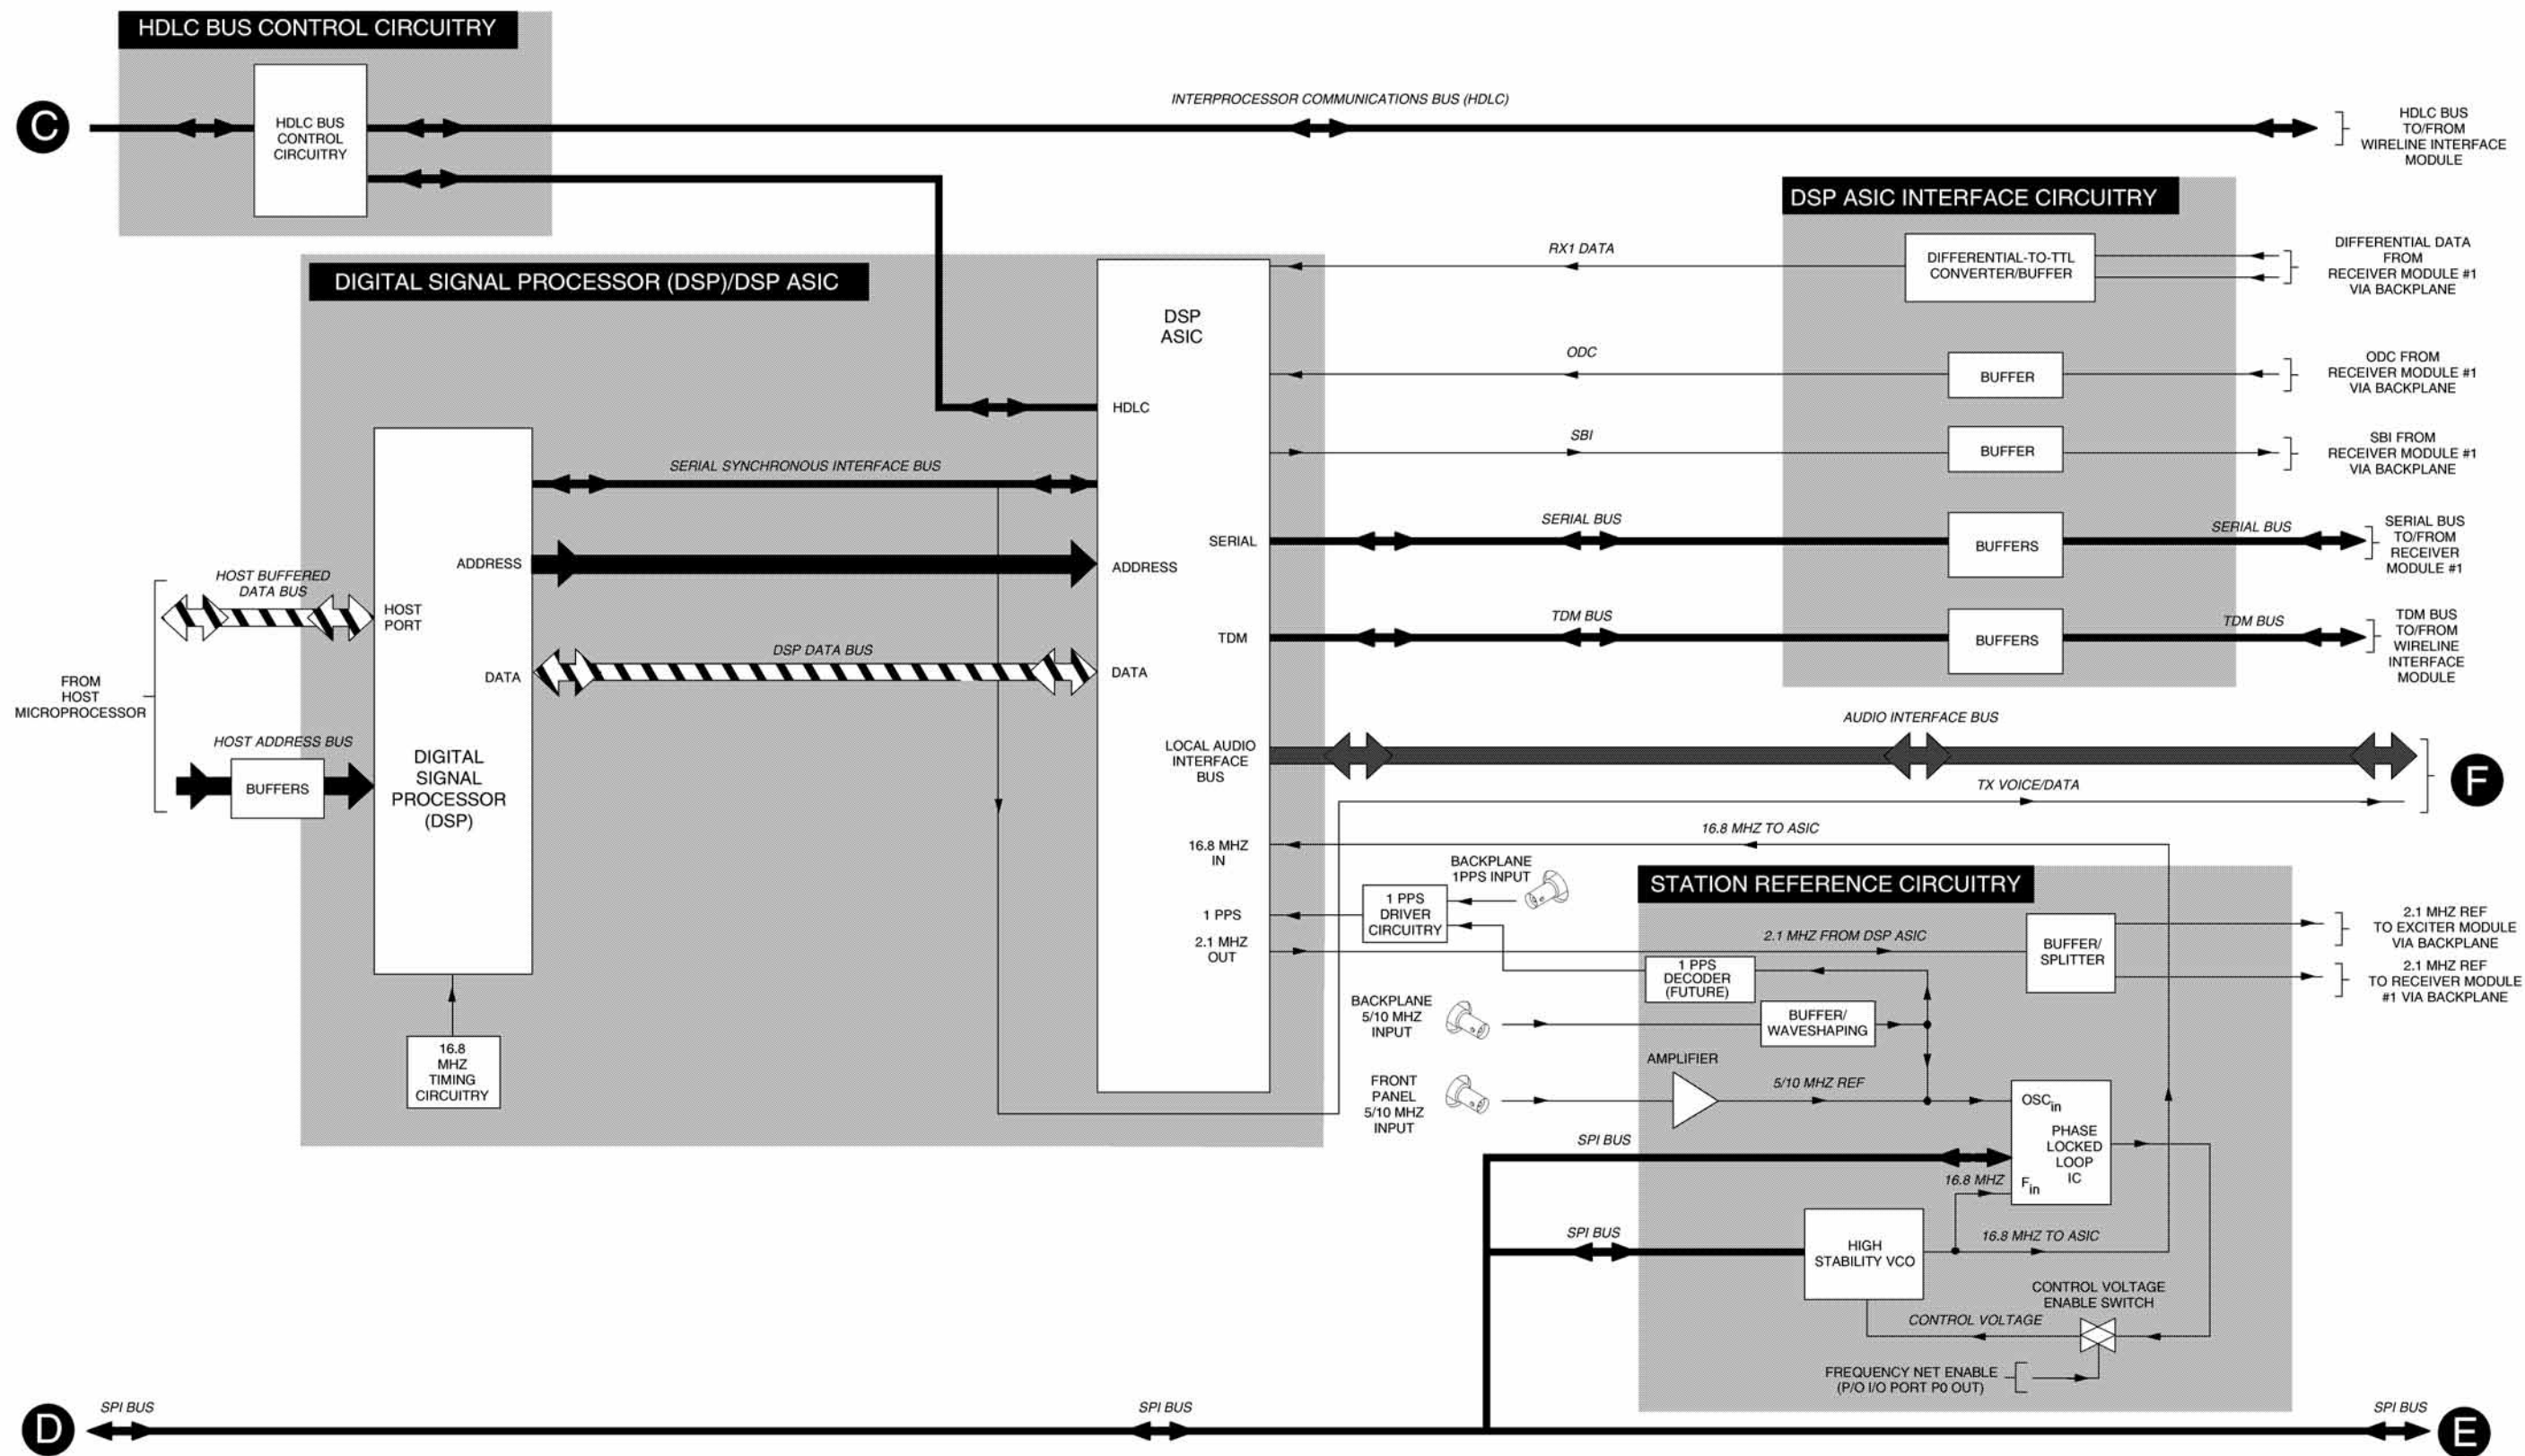 HDLC BUS CONTROL CIRCUITRY
C
HDLC BUS
CONTROL
CIRCUITRY
INTERPROCESSOR COMMUNICATIONS BUS (HDLC)
HDLC BUS
TO/FROM
WIRELINE INTERFACE
MODULE
DSP ASIC INTERFACE CIRCUITRY
RX1 DATA
DIFFERENTIAL-TO-TTL
CONVERTER/BUFFER
DIFFERENTIAL DATA
FROM
RECEIVER MODULE #1
VIA BACKPLANE
ODC
BUFFER
ODC FROM
RECEIVER MODULE #1
VIA BACKPLANE
SBI
BUFFER
SBI FROM
RECEIVER MODULE #1
VIA BACKPLANE
SERIAL BUS
BUFFERS
SERIAL BUS
SERIAL BUS
TO/FROM
RECEIVER
MODULE #1
TDM BUS
BUFFERS
TDM BUS
TDM BUS
TO/FROM
WIRELINE
INTERFACE
MODULE
DIGITAL SIGNAL PROCESSOR (DSP)/DSP ASIC
DSP
ASIC
HDLC
SERIAL SYNCHRONOUS INTERFACE BUS
ADDRESS
ADDRESS
SERIAL
HOST BUFFERED
DATA BUS
HOST
PORT
TDM
DSP DATA BUS
DATA
DATA
FROM
HOST
MICROPROCESSOR
HOST ADDRESS BUS
BUFFERS
DIGITAL
SIGNAL
PROCESSOR
(DSP)
LOCAL AUDIO
INTERFACE
BUS
AUDIO INTERFACE BUS
TX VOICE/DATA
F
16.8 MHZ
IN
16.8 MHZ TO ASIC
1 PPS
2.1 MHZ
OUT
16.8
MHZ
TIMING
CIRCUITRY
BACKPLANE
1PPS INPUT
1 PPS
DRIVER
CIRCUITRY
STATION REFERENCE CIRCUITRY
2.1 MHZ FROM DSP ASIC
BUFFER/
SPLITTER
2.1 MHZ REF
TO EXCITER MODULE
VIA BACKPLANE
2.1 MHZ REF
TO RECEIVER MODULE
#1 VIA BACKPLANE
1 PPS
DECODER
(FUTURE)
BACKPLANE
5/10 MHZ
INPUT
BUFFER/
WAVESHAPING
AMPLIFIER
FRONT
PANEL
5/10 MHZ
INPUT
5/10 MHZ REF
OSCin
PHASE
LOCKED
LOOP
IC
Fin
SPI BUS
16.8 MHZ
SPI BUS
HIGH
STABILITY VCO
16.8 MHZ TO ASIC
CONTROL VOLTAGE
ENABLE SWITCH
CONTROL VOLTAGE
FREQUENCY NET ENABLE
(P/O I/O PORT P0 OUT)
D
SPI BUS
SPI BUS
SPI BUS
E